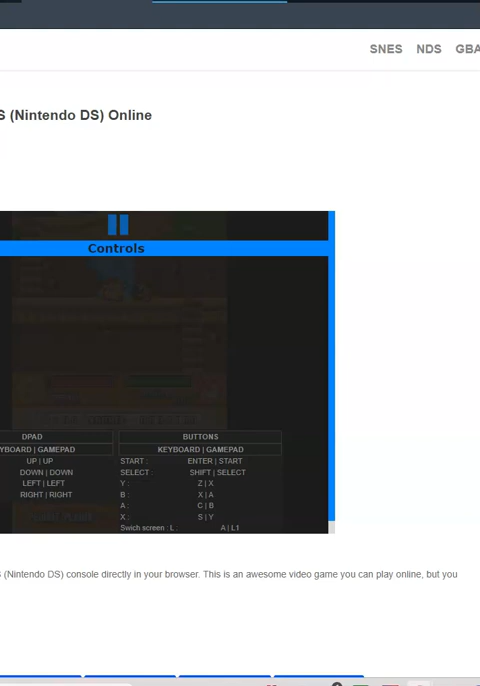 SNES NDS GBA
S (Nintendo DS) Online
Controls
DPAD BUTTONS
YBOARD | GAMEPAD KEYBOARD | GAMEPAD
UP | UP START : ENTER | START
DOWN | DOWN SELECT : SHIFT | SELECT
LEFT | LEFT Y : Z | X
RIGHT | RIGHT B : X | A
A : C | B
X : S | Y
Swich screen : L : A | L1
S (Nintendo DS) console directly in your browser. This is an awesome video game you can play online, but you